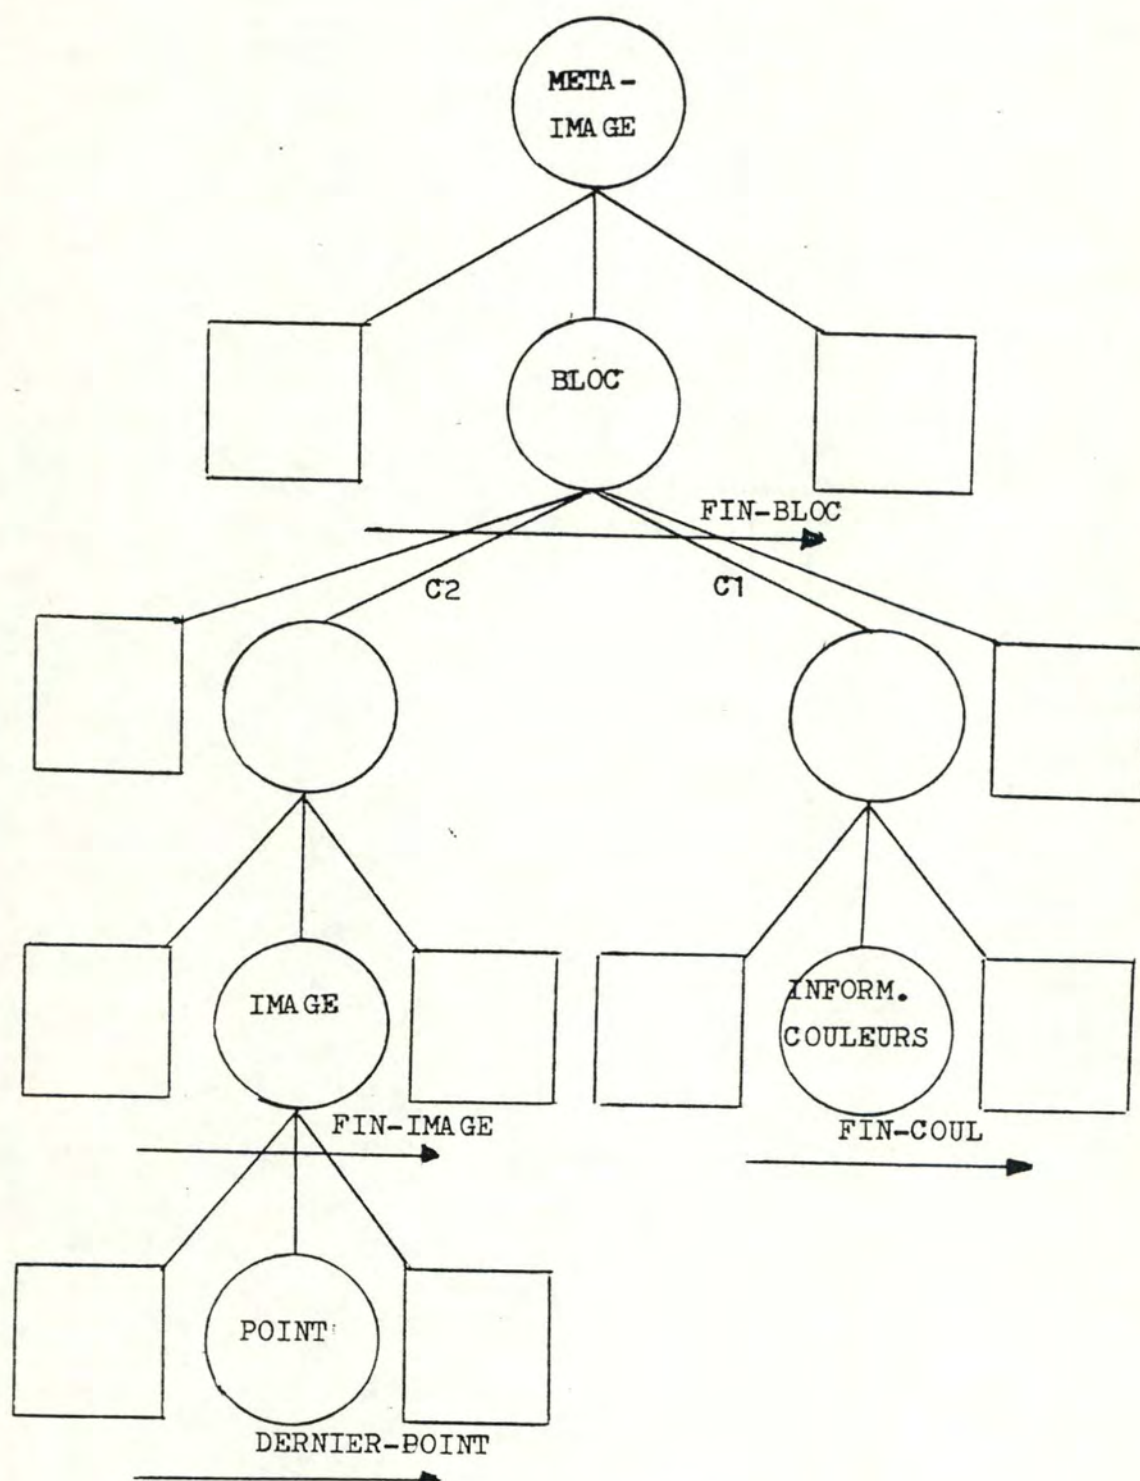 META-
IMAGE
BLOC
FIN-BLOC
C2
C1
IMAGE
INFORM.
COULEURS
FIN-IMAGE
FIN-COUL
POINT
DERNIER-POINT